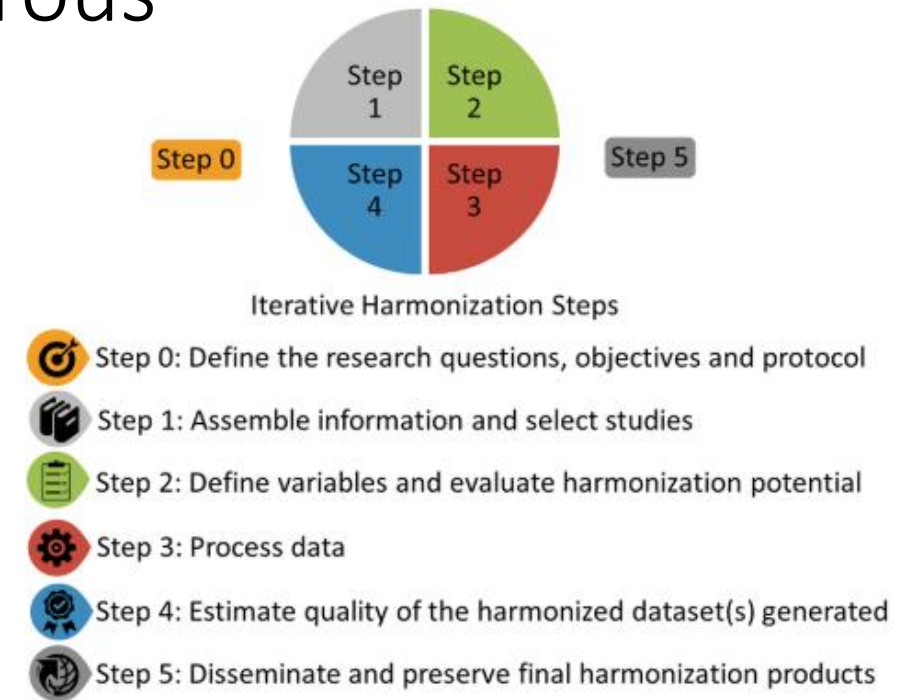 Step
1
Step
2
Step 0
Step 5
Step
4
Step
3
Iterative Harmonization Steps
Step 0: Define the research questions, objectives and protocol
Step 1: Assemble information and select studies
Step 2: Define variables and evaluate harmonization potential
Step 3: Process data
Step 4: Estimate quality of the harmonized dataset(s) generated
Step 5: Disseminate and preserve final harmonization products